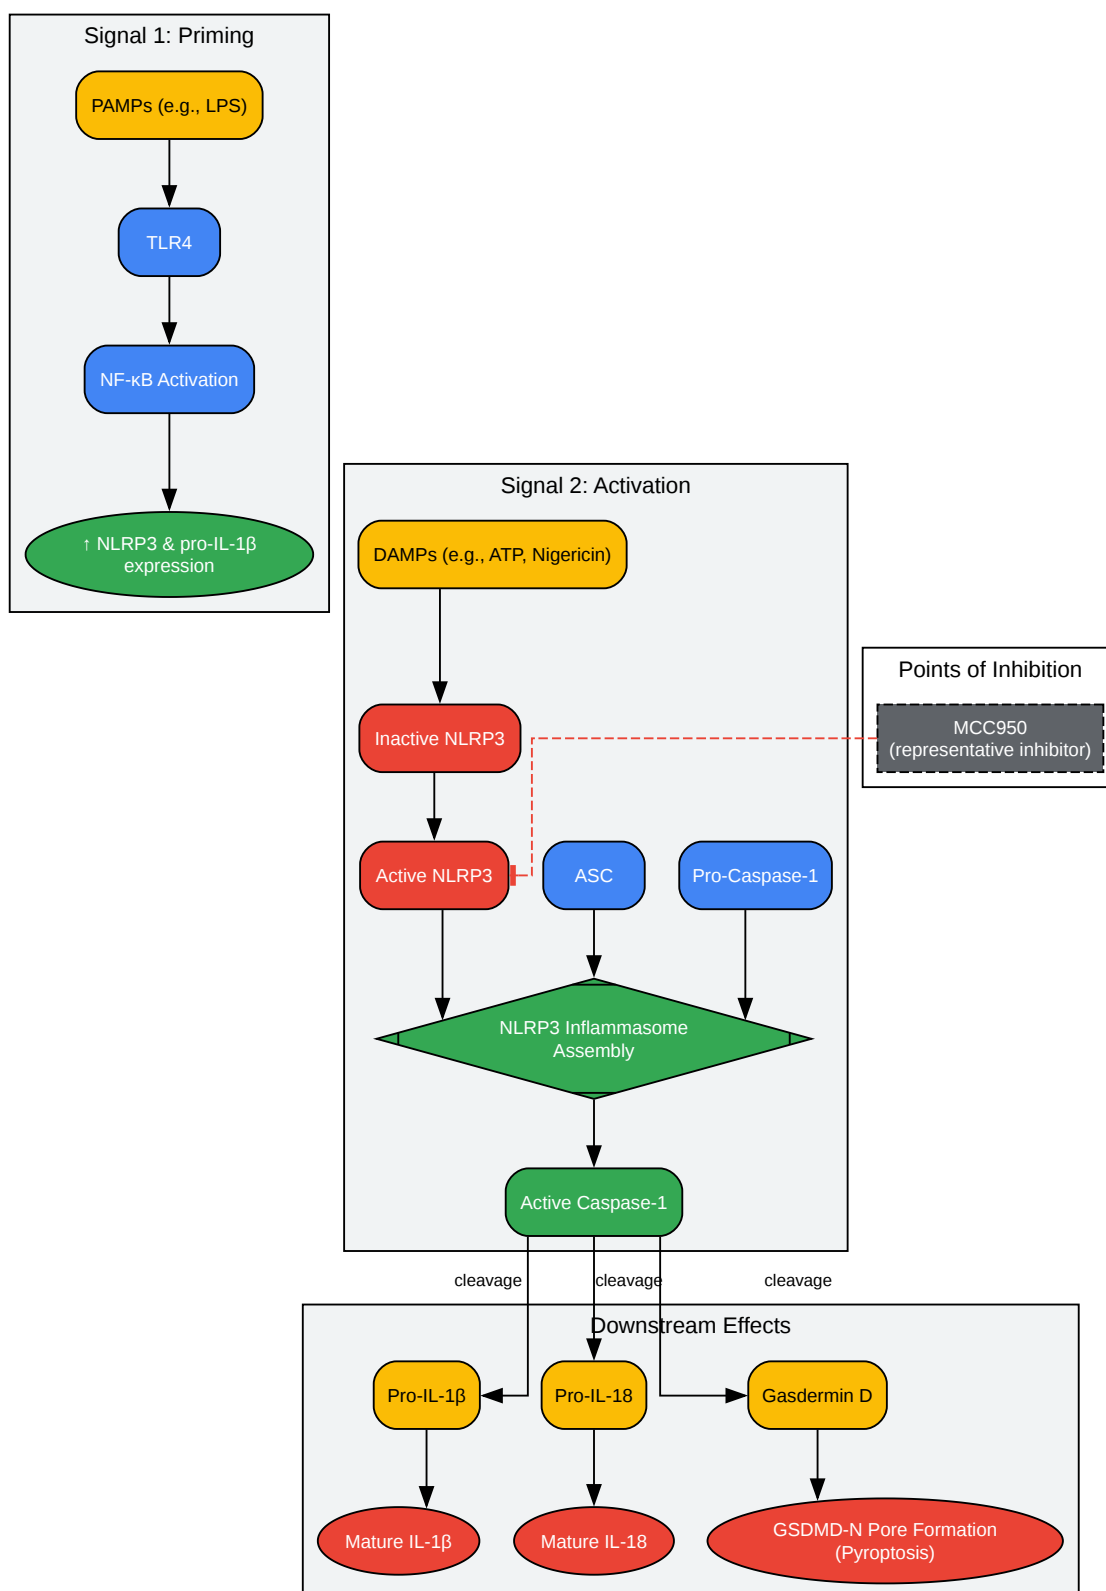 Signal 1: Priming
PAMPs (e.g., LPS)
TLR4
NF-κB Activation
↑ NLRP3 & pro-IL-1β
expression
Signal 2: Activation
DAMPs (e.g., ATP, Nigericin)
Inactive NLRP3
Points of Inhibition
MCC950
(representative inhibitor)
Active NLRP3
ASC
Pro-Caspase-1
NLRP3 Inflammasome
Assembly
Active Caspase-1
cleavage
cleavage
cleavage
Downstream Effects
Pro-IL-1β
Pro-IL-18
Gasdermin D
Mature IL-1β
Mature IL-18
GSDMD-N Pore Formation
(Pyroptosis)